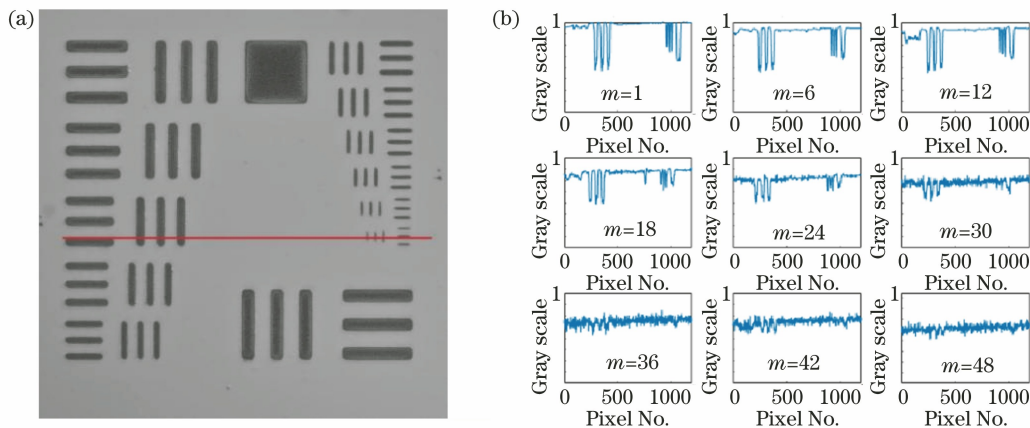 (a)
(b)
1
Gray scale
m=1
0
500
1000
Pixel No.
1
Gray scale
m=6
0
500
1000
Pixel No.
1
Gray scale
m=12
0
500
1000
Pixel No.
1
Gray scale
m=18
0
500
1000
Pixel No.
1
Gray scale
m=24
0
500
1000
Pixel No.
1
Gray scale
m=30
0
500
1000
Pixel No.
1
Gray scale
m=36
0
500
1000
Pixel No.
1
Gray scale
m=42
0
500
1000
Pixel No.
1
Gray scale
m=48
0
500
1000
Pixel No.